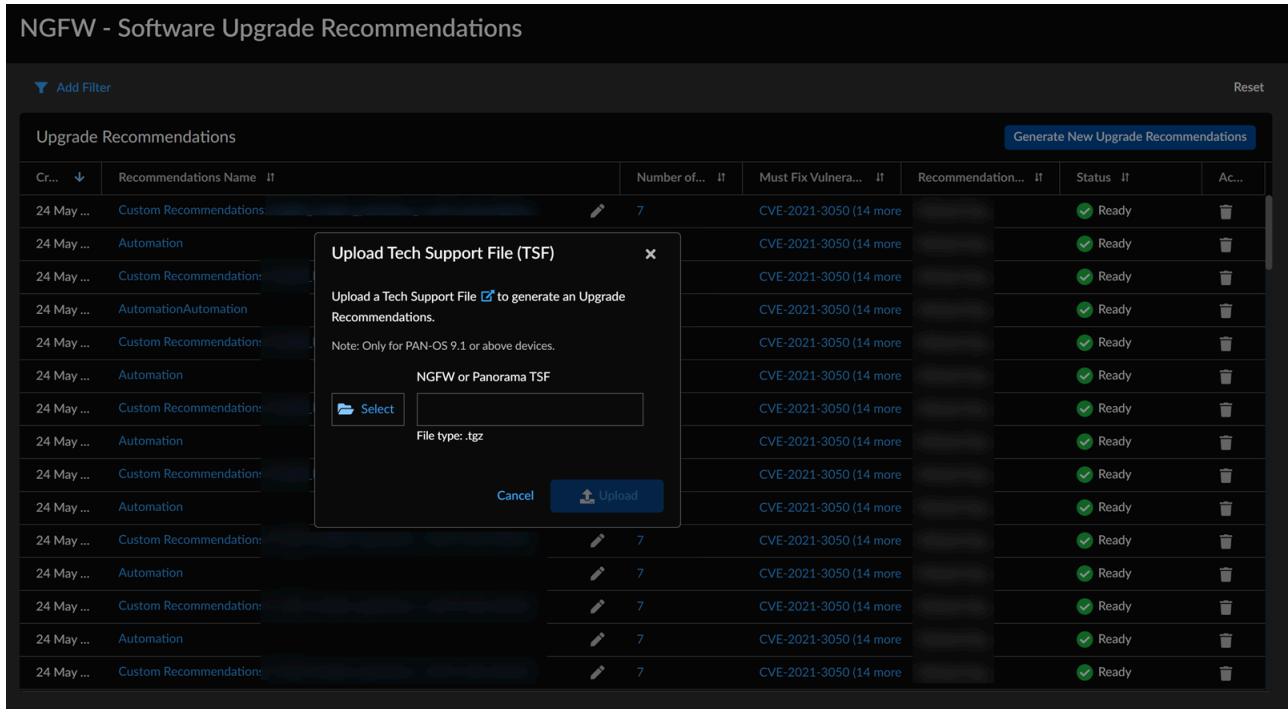 NGFW - Software Upgrade Recommendations
Add Filter
Reset
Upgrade Recommendations
Generate New Upgrade Recommendations
Cr... Recommendations Name Number of... Must Fix Vulnera... Recommendation... Status Ac...
24 May ... Custom Recommendations 7 CVE-2021-3050 (14 more Ready
24 May ... Automation CVE-2021-3050 (14 more Ready
24 May ... Custom Recommendations CVE-2021-3050 (14 more Ready
24 May ... AutomationAutomation CVE-2021-3050 (14 more Ready
24 May ... Custom Recommendations CVE-2021-3050 (14 more Ready
24 May ... Automation CVE-2021-3050 (14 more Ready
24 May ... Custom Recommendations CVE-2021-3050 (14 more Ready
24 May ... Automation CVE-2021-3050 (14 more Ready
24 May ... Custom Recommendations CVE-2021-3050 (14 more Ready
24 May ... Automation CVE-2021-3050 (14 more Ready
24 May ... Custom Recommendations 7 CVE-2021-3050 (14 more Ready
24 May ... Automation 7 CVE-2021-3050 (14 more Ready
24 May ... Custom Recommendations 7 CVE-2021-3050 (14 more Ready
24 May ... Automation 7 CVE-2021-3050 (14 more Ready
24 May ... Custom Recommendations 7 CVE-2021-3050 (14 more Ready
Upload Tech Support File (TSF)
Upload a Tech Support File to generate an Upgrade
Recommendations.
Note: Only for PAN-OS 9.1 or above devices.
NGFW or Panorama TSF
Select
File type: .tgz
Cancel Upload